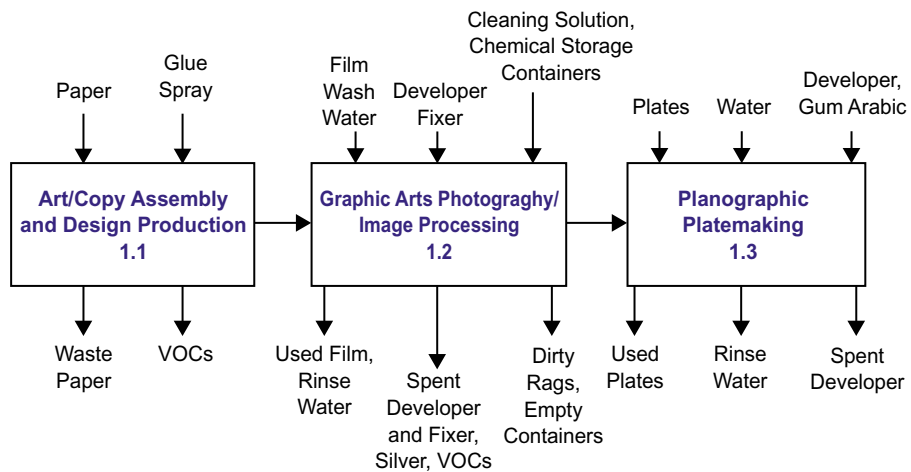 Paper
Glue
Spray
Film
Wash
Water
Developer
Fixer
Cleaning Solution,
Chemical Storage
Containers
Plates
Water
Developer,
Gum Arabic
Art/Copy Assembly
and Design Production
1.1
Graphic Arts Photograghy/
Image Processing
1.2
Planographic
Platemaking
1.3
Waste
Paper
VOCs
Used Film,
Rinse
Water
Spent
Developer
and Fixer,
Silver, VOCs
Dirty
Rags,
Empty
Containers
Used
Plates
Rinse
Water
Spent
Developer